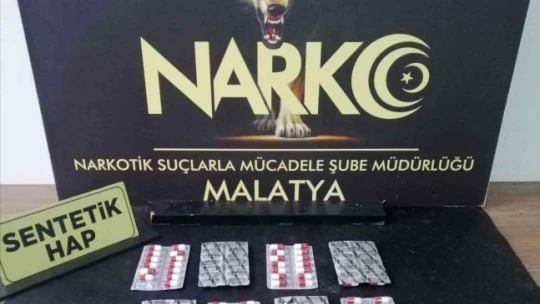 NARKO
NARKOTİK SUÇLARLA MÜCADELE ŞUBE MÜDÜRLÜĞÜ
MALATYA
SENTETİK
HAP